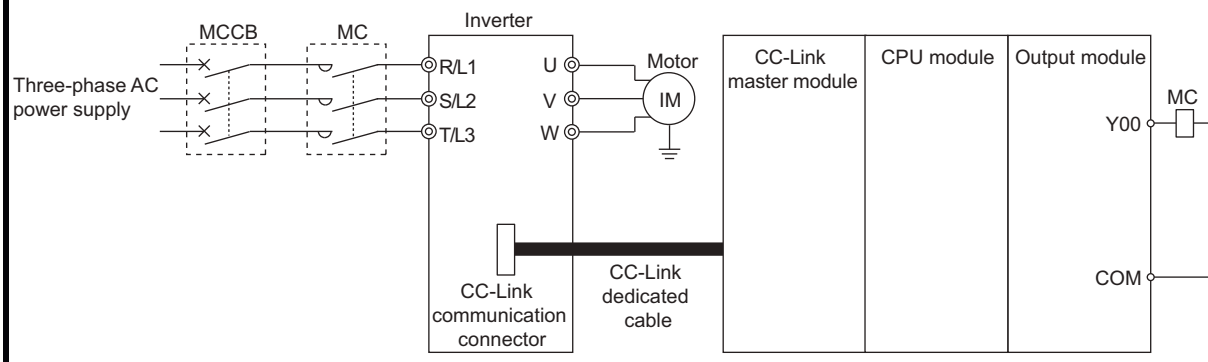 Inverter
MCCB
MC
Three-phase AC
power supply
R/L1
S/L2
T/L3
U
V
W
Motor
IM
CC-Link
communication
connector
CC-Link
dedicated
cable
CC-Link
master module
CPU module
Output module
Y00
MC
COM